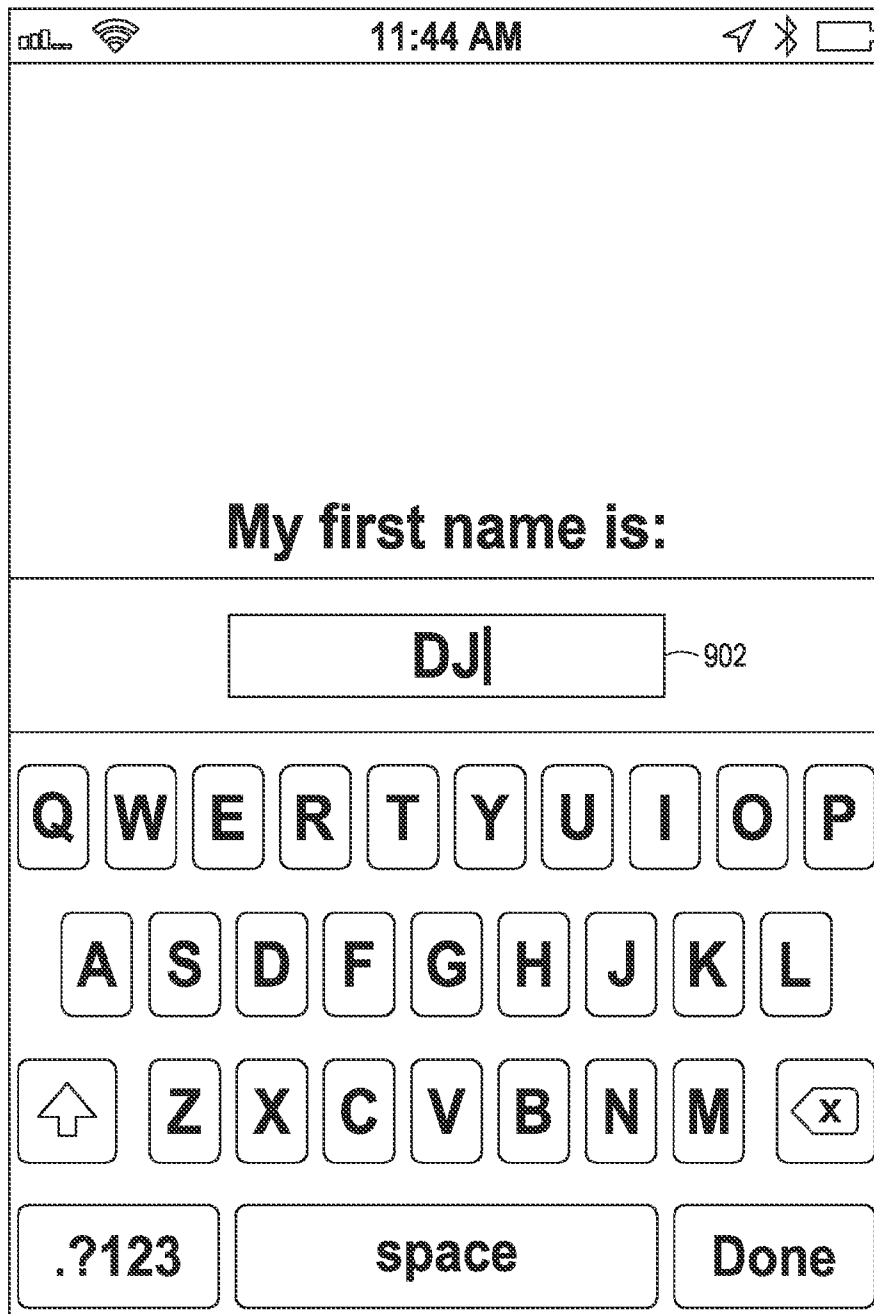 11:44 AM
My first name is:
DJ
902
Q W E R T Y U I O P
A S D F G H J K L
Z X C V B N M X
.?123 space Done